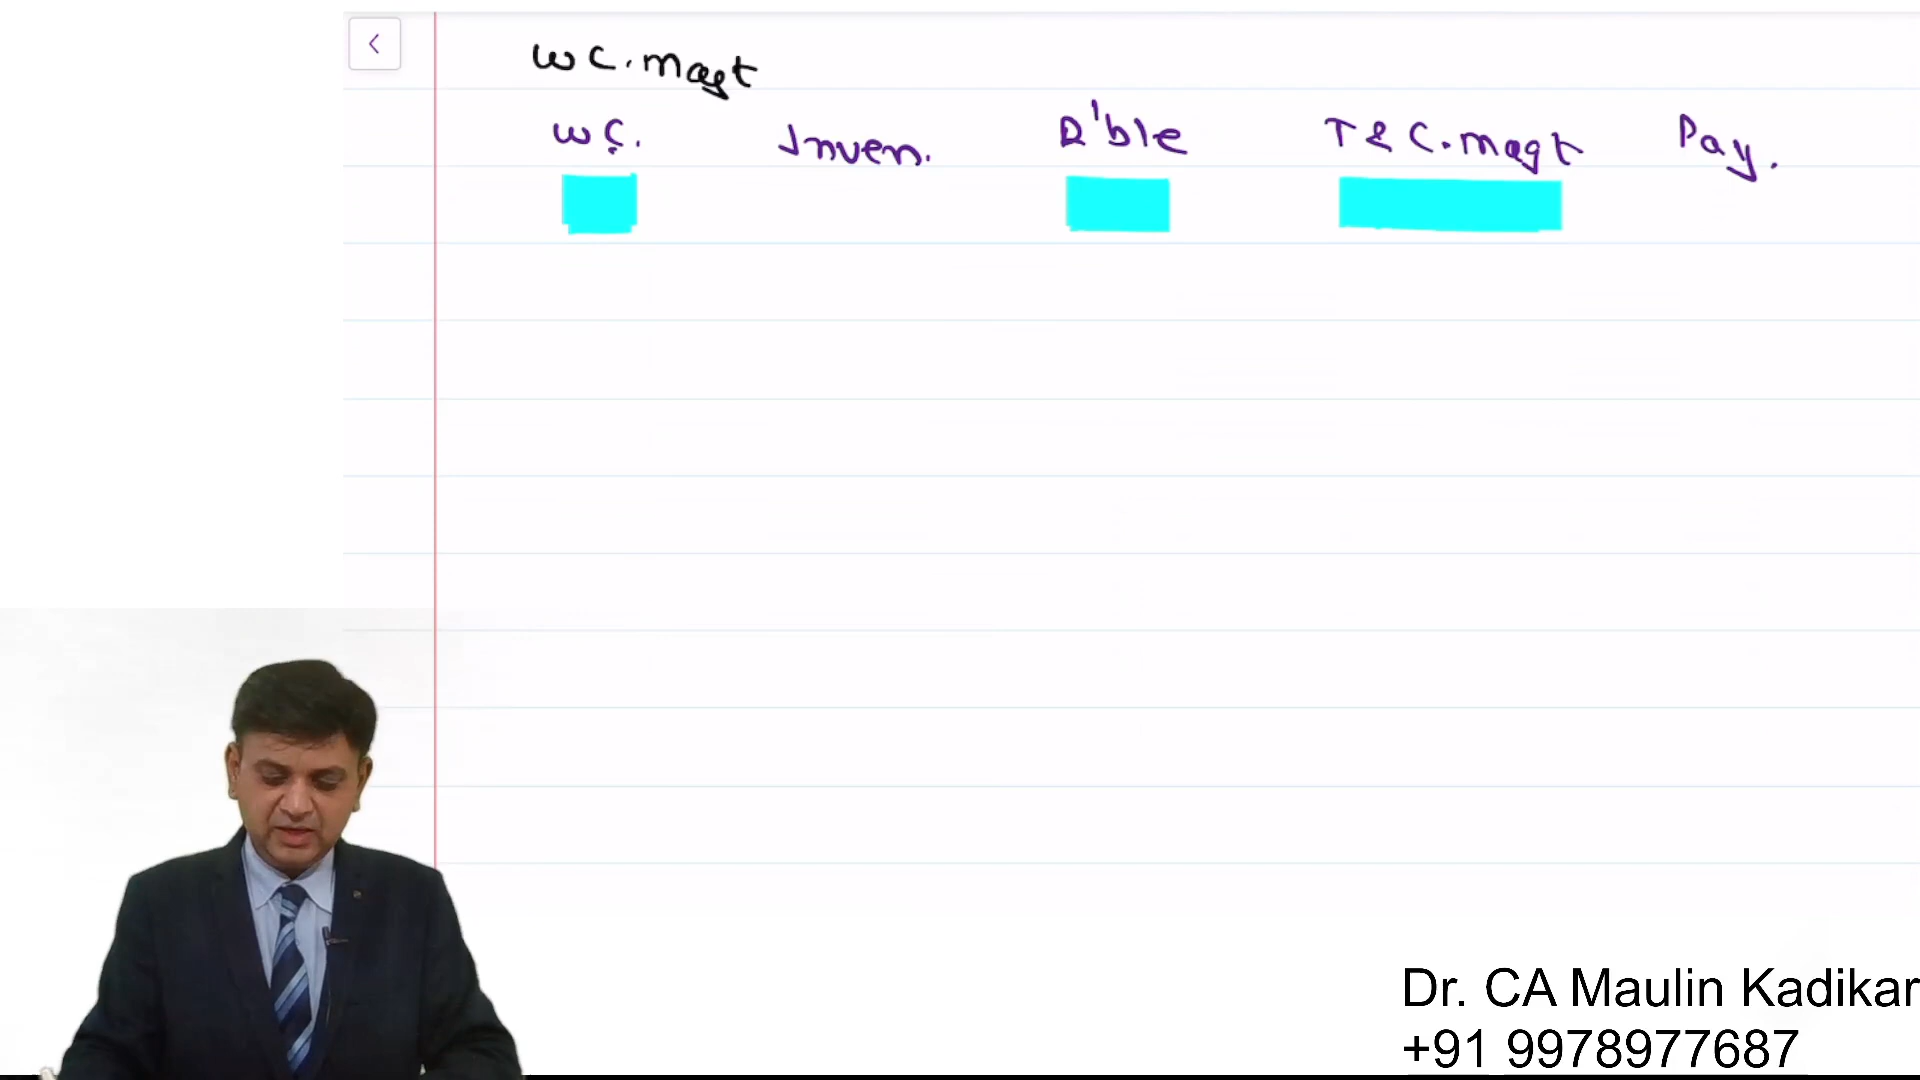 WC. Magt
WC. Inven. R'ble T & C. Magt Pay.
Dr. CA Maulin Kadikar
+91 9978977687